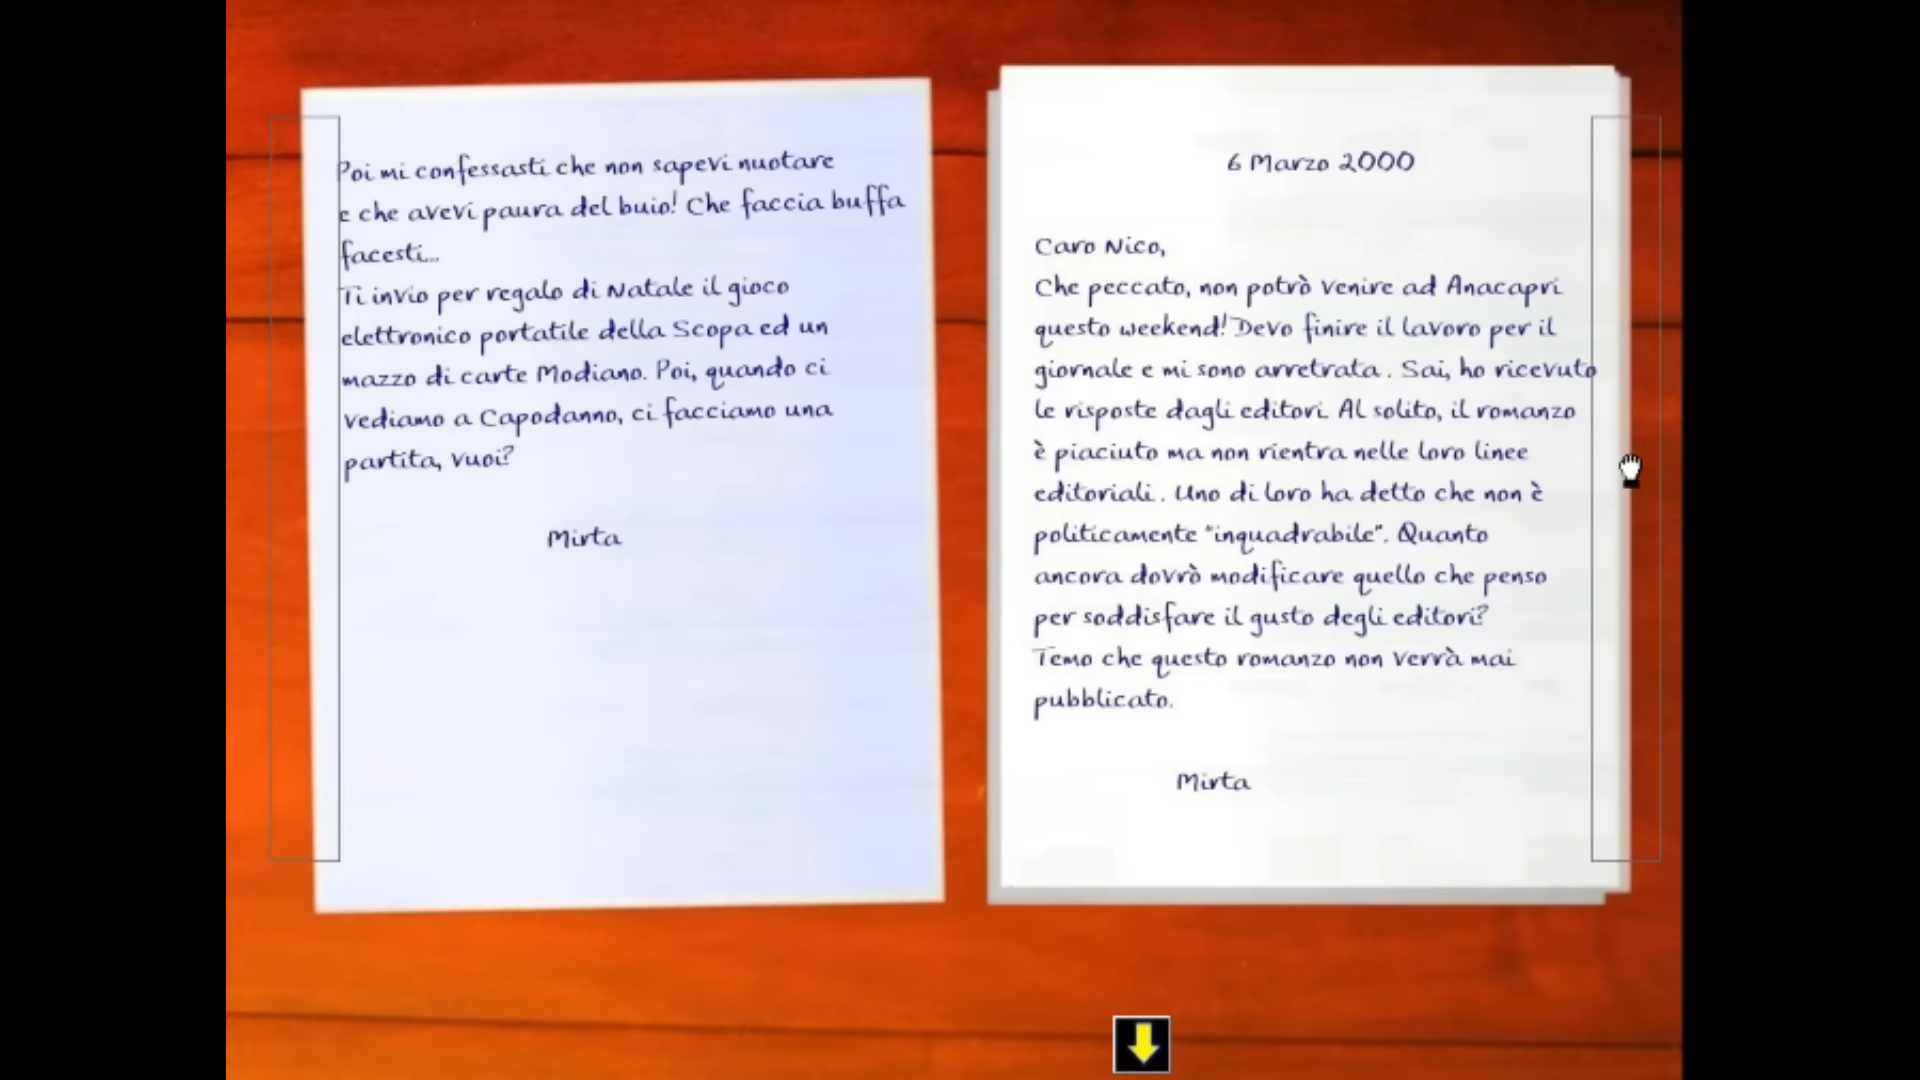 Poi mi confessasti che non sapevi nuotare
e che avevi paura del buio! Che faccia buffa
facesti...
Ti invio per regalo di Natale il gioco
elettronico portatile della Scopa ed un
mazzo di carte Modiano. Poi, quando ci
vediamo a Capodanno, ci facciamo una
partita, vuoi?
Mirta
6 Marzo 2000
Caro Nico,
Che peccato, non potrò venire ad Anacapri
questo weekend! Devo finire il lavoro per il
giornale e mi sono arretrata. Sai, ho ricevuto
le risposte dagli editori. Al solito, il romanzo
è piaciuto ma non rientra nelle loro linee
editoriali. Uno di loro ha detto che non è
politicamente "inquadrabile". Quanto
ancora dovrò modificare quello che penso
per soddisfare il gusto degli editori?
Temo che questo romanzo non verrà mai
pubblicato.
Mirta